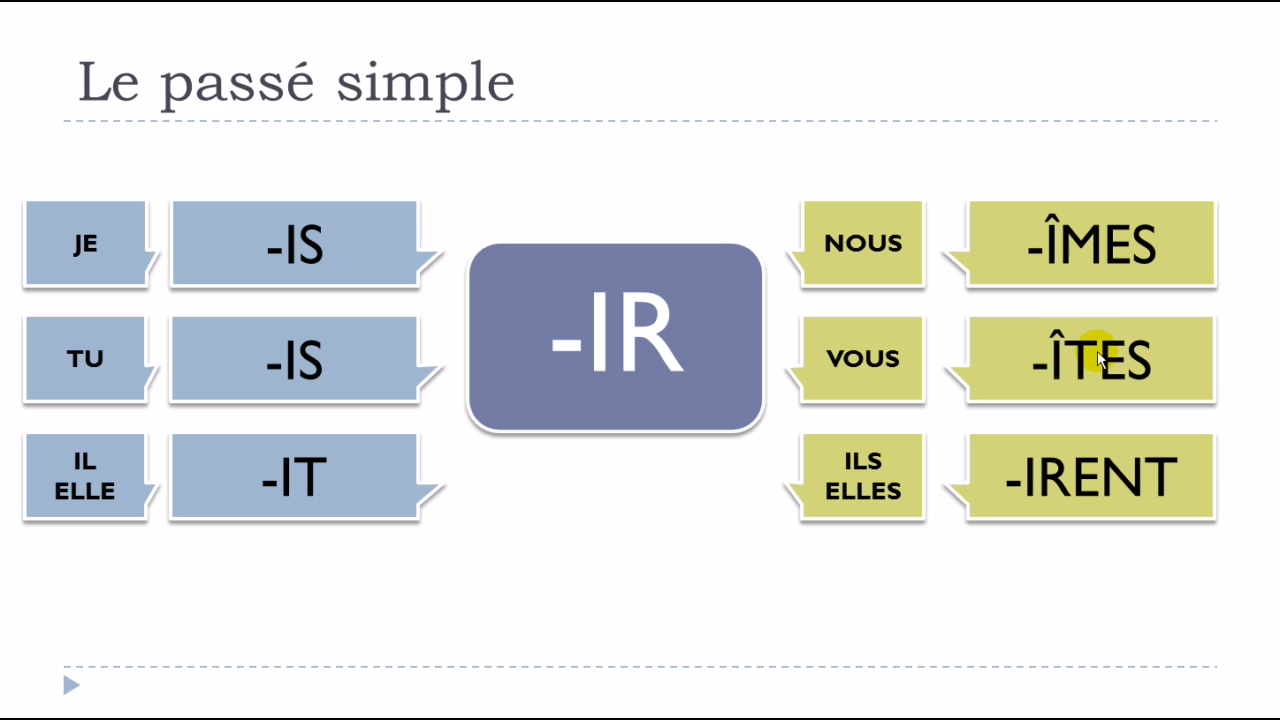 Le passé simple
JE
-IS
TU
-IS
IL
ELLE
-IT
-IR
NOUS
-ÎMES
VOUS
-ÎTES
ILS
ELLES
-IRENT